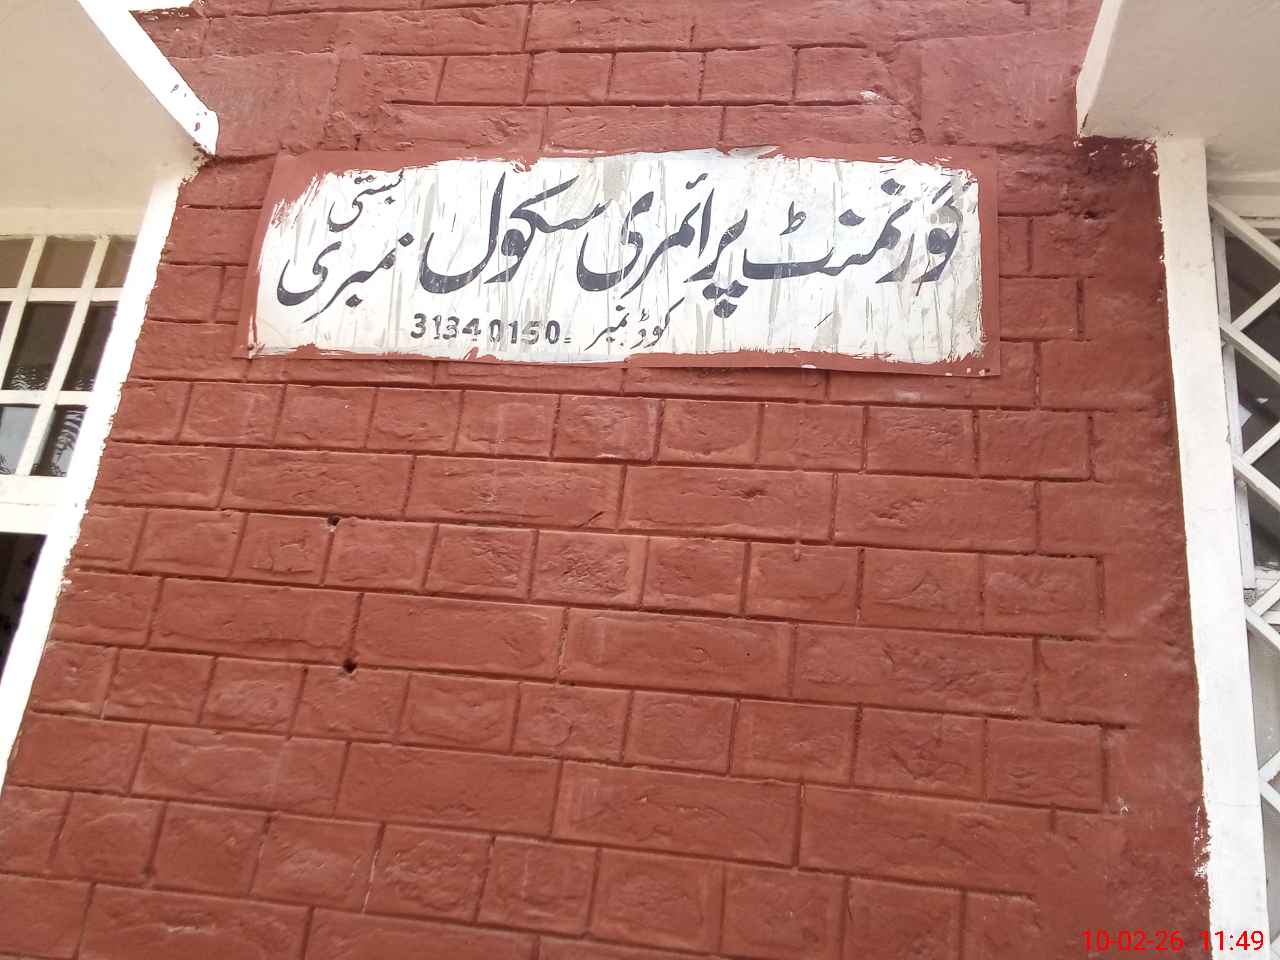 گورنمنٹ پرائمری سکول بستی نمبری
کوڈ نمبر 31340150
10-02-26 11:49